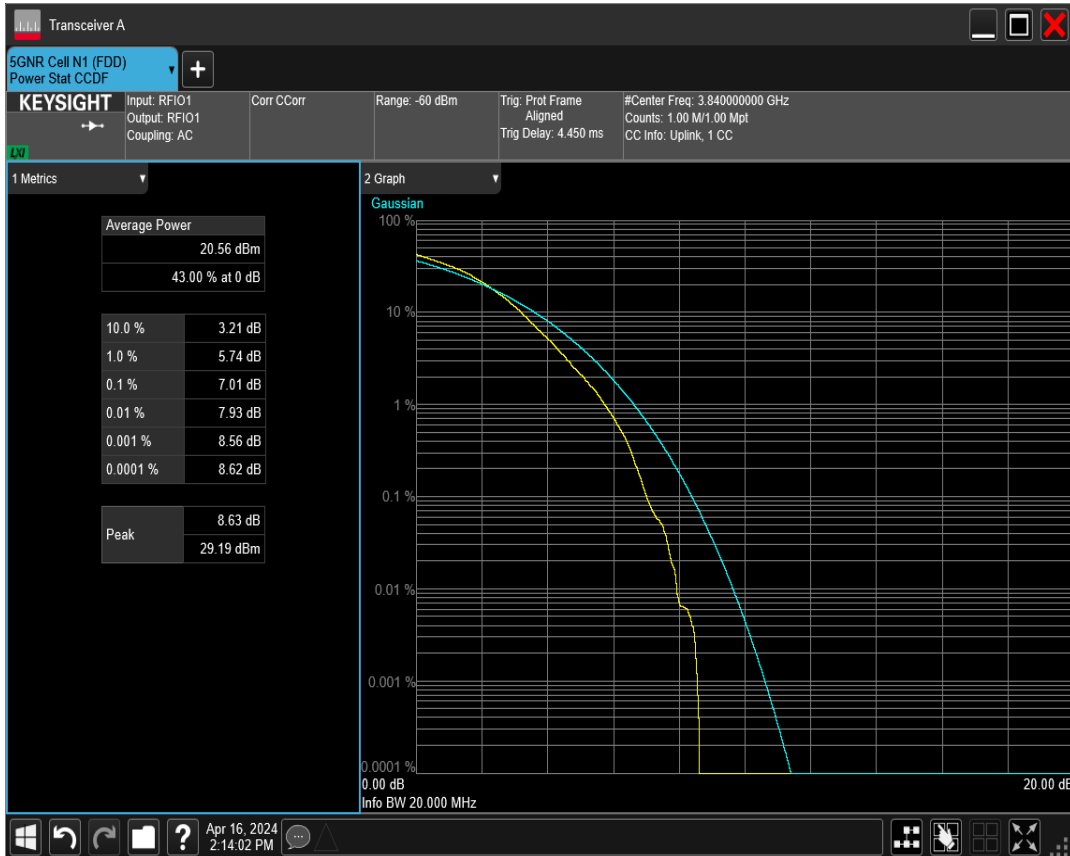 Transceiver A
5GNR Cell N1 (FDD)
Power Stat CCDF
KEYSIGHT
LXI
Input: RFIO1
Output: RFIO1
Coupling: AC
Corr CCorr
Range: -60 dBm
Trig: Prot Frame
Aligned
Trig Delay: 4.450 ms
#Center Freq: 3.840000000 GHz
Counts: 1.00 M/1.00 Mpt
CC Info: Uplink, 1 CC
1 Metrics
Average Power
20.56 dBm
43.00 % at 0 dB
10.0 % 3.21 dB
1.0 % 5.74 dB
0.1 % 7.01 dB
0.01 % 7.93 dB
0.001 % 8.56 dB
0.0001 % 8.62 dB
Peak 8.63 dB
29.19 dBm
2 Graph
Gaussian
100 %
10 %
1 %
0.1 %
0.01 %
0.001 %
0.0001 %
0.00 dB 20.00 dB
Info BW 20.000 MHz
?
Apr 16, 2024
2:14:02 PM